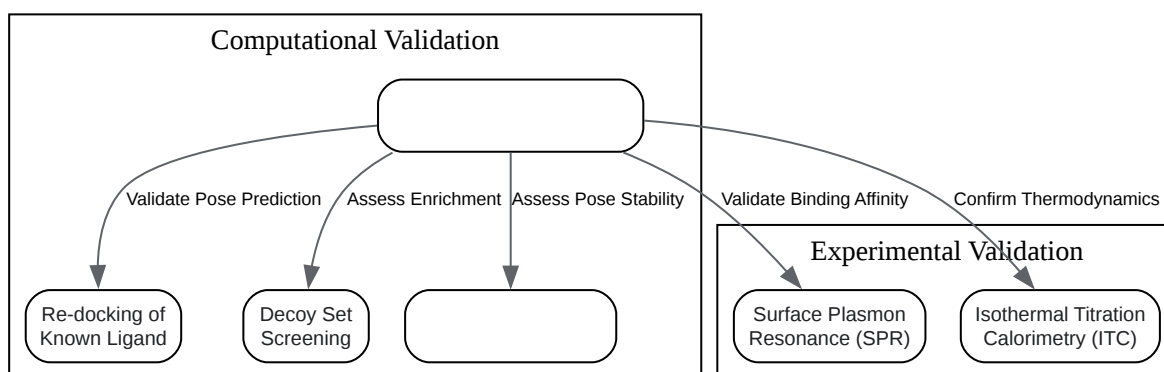 Computational Validation
Validate Pose Prediction
Assess Enrichment
Assess Pose Stability
Validate Binding Affinity
Confirm Thermodynamics
Experimental Validation
Re-docking of
Known Ligand
Decoy Set
Screening
Surface Plasmon
Resonance (SPR)
Isothermal Titration
Calorimetry (ITC)